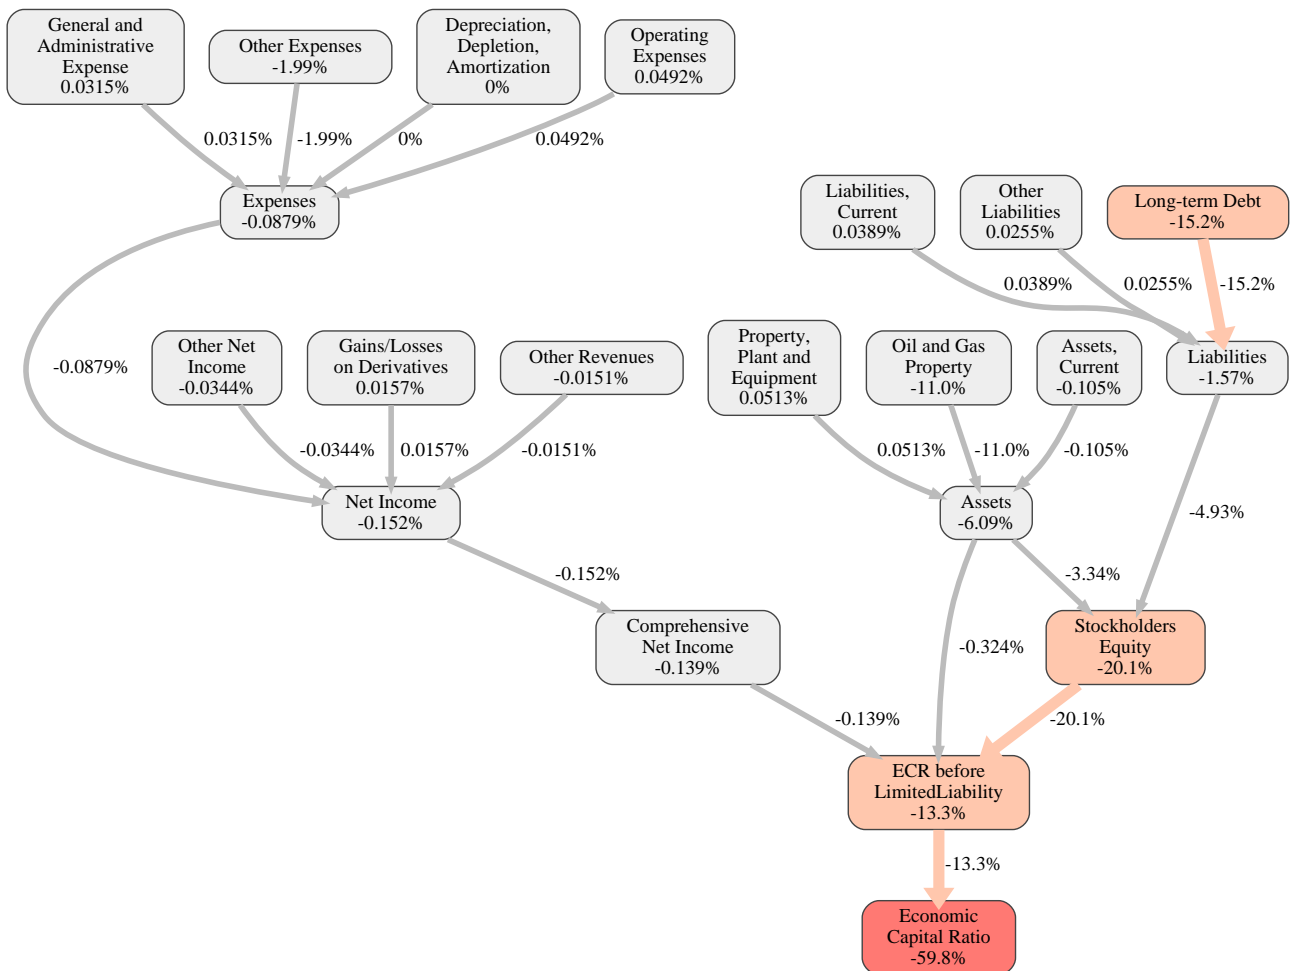 General and
Administrative
Expense
0.0315%
Other Expenses
-1.99%
Depreciation,
Depletion,
Amortization
0%
Operating
Expenses
0.0492%
0.0315%
-1.99%
0%
0.0492%
Expenses
-0.0879%
Liabilities,
Current
0.0389%
Other
Liabilities
0.0255%
Long-term Debt
-15.2%
0.0389%
0.0255%
-15.2%
-0.0879%
Other Net
Income
-0.0344%
Gains/Losses
on Derivatives
0.0157%
Other Revenues
-0.0151%
Property,
Plant and
Equipment
0.0513%
Oil and Gas
Property
-11.0%
Assets,
Current
-0.105%
Liabilities
-1.57%
-0.0344%
0.0157%
-0.0151%
0.0513%
-11.0%
-0.105%
Net Income
-0.152%
Assets
-6.09%
-4.93%
-0.152%
-3.34%
Comprehensive
Net Income
-0.139%
-0.324%
Stockholders
Equity
-20.1%
-0.139%
-20.1%
ECR before
LimitedLiability
-13.3%
-13.3%
Economic
Capital Ratio
-59.8%